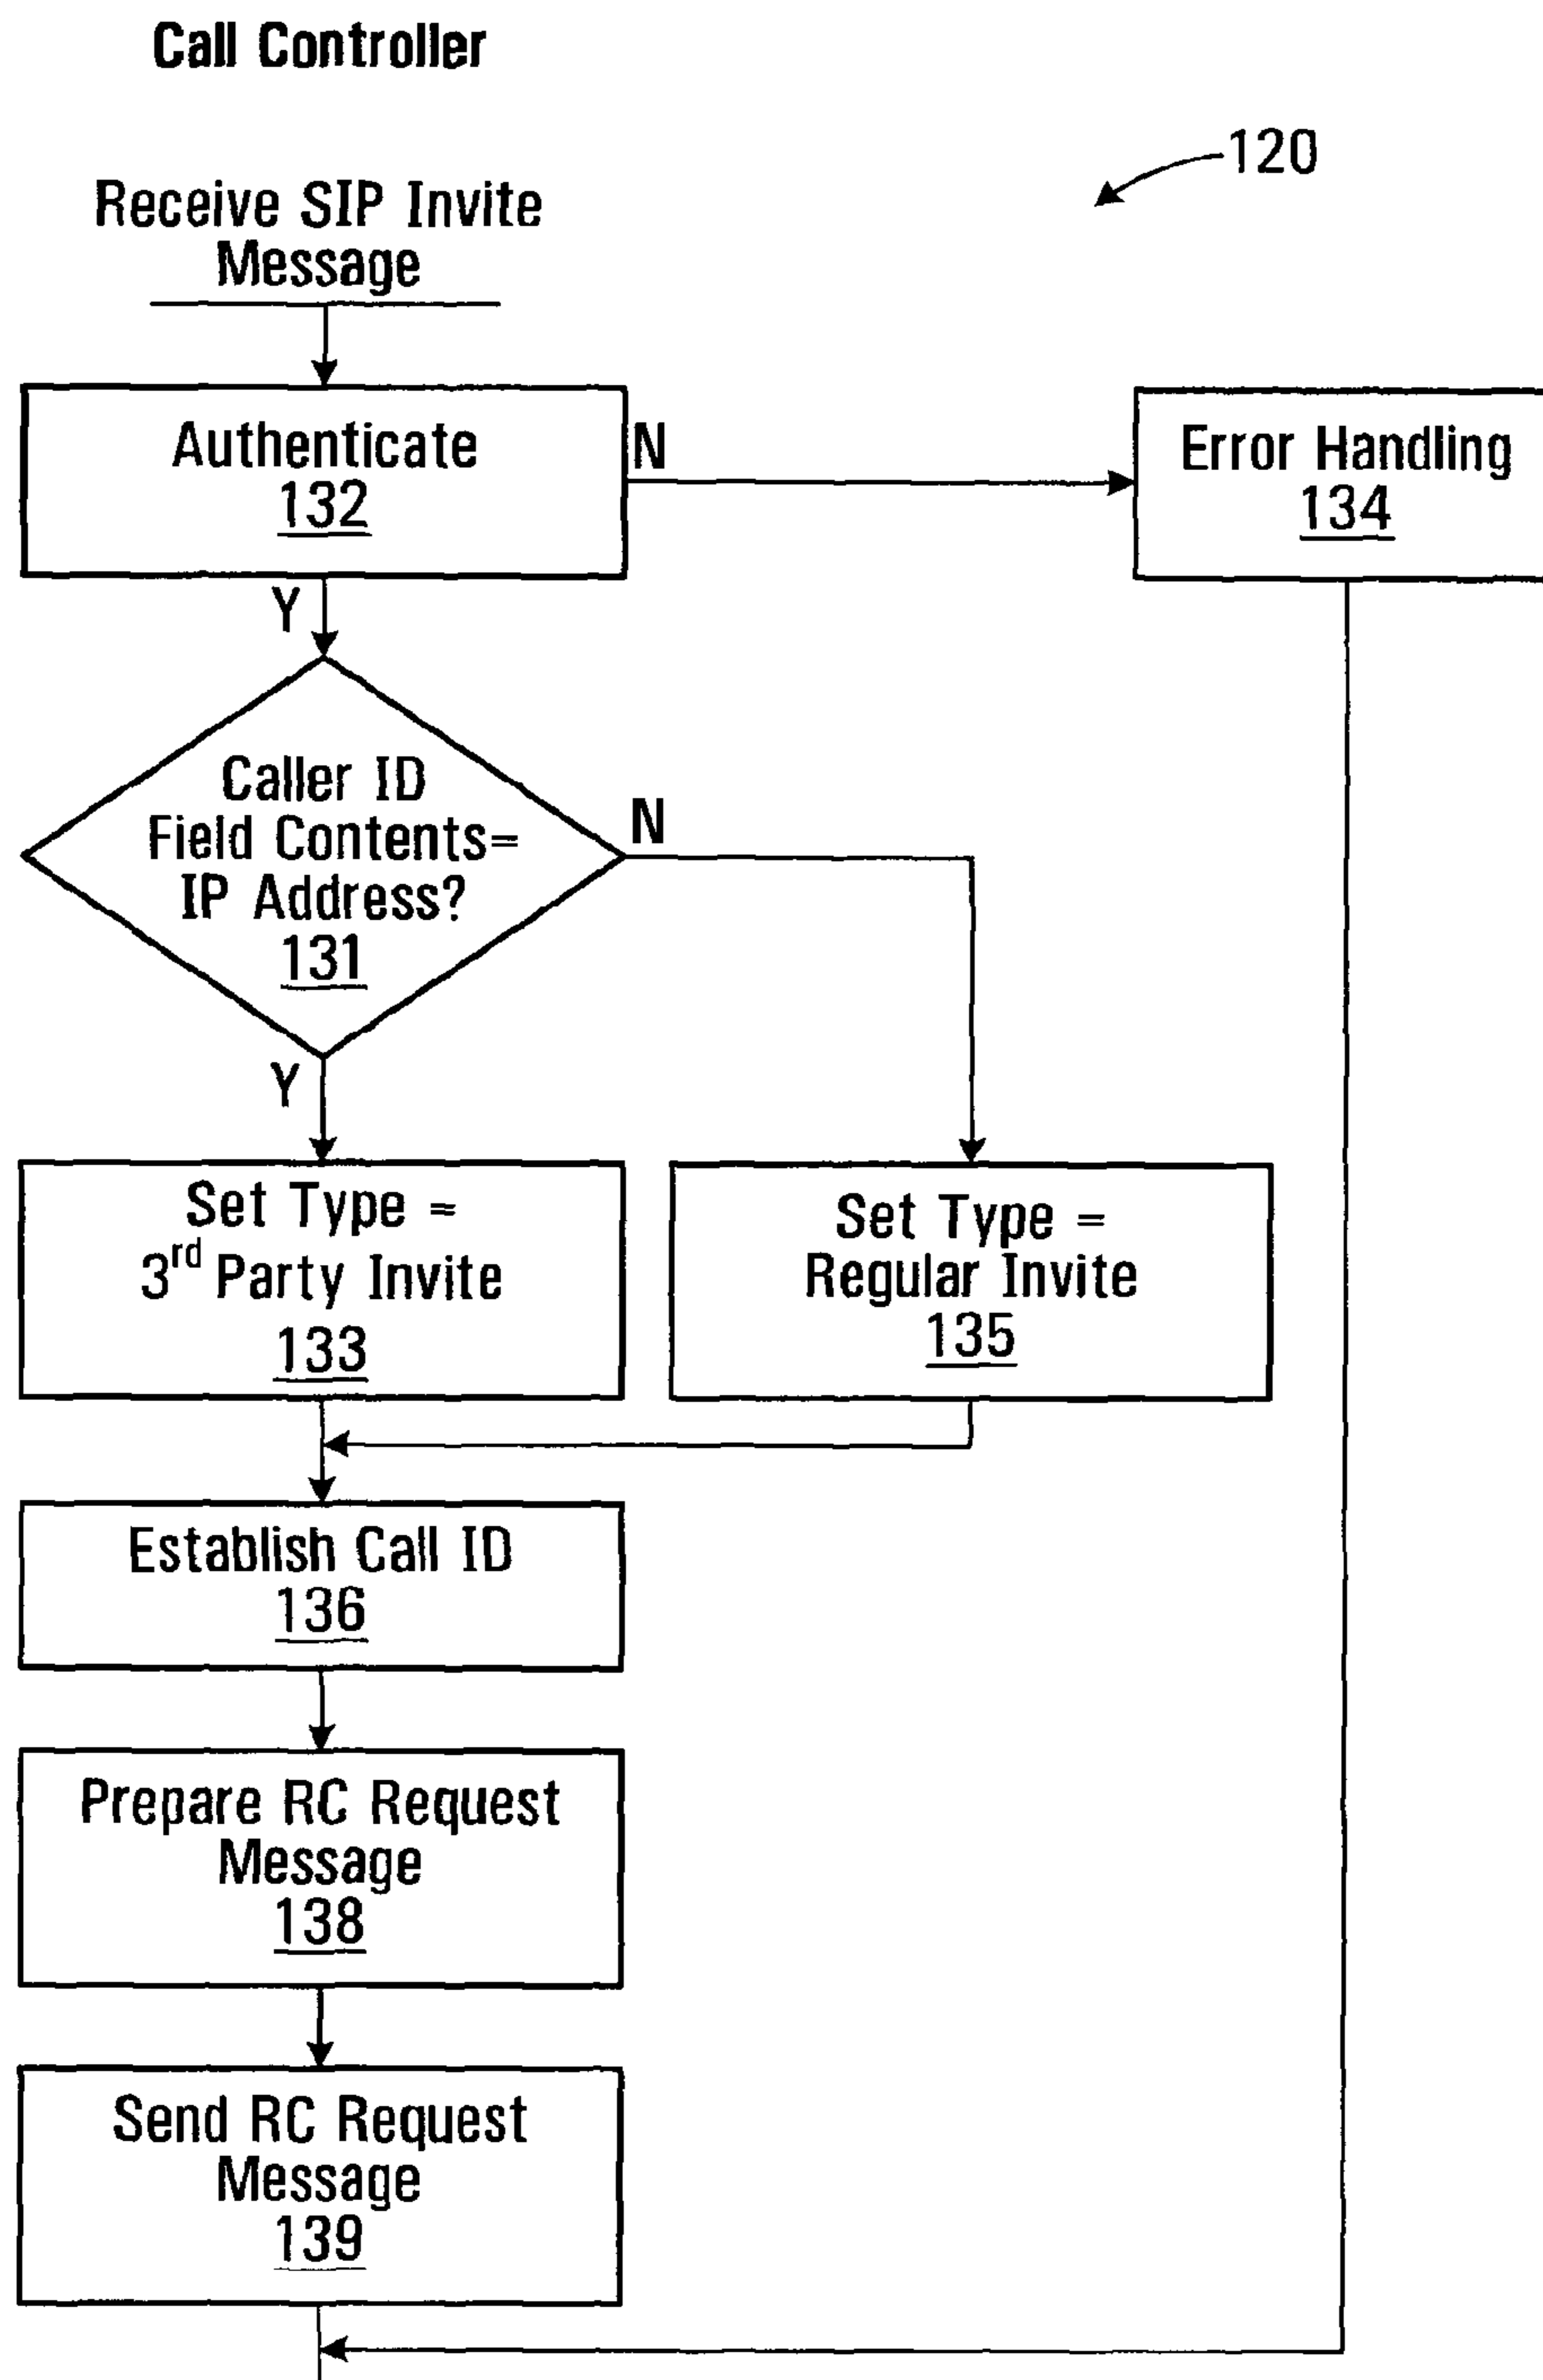 Call Controller
120
Receive SIP Invite
Message
Authenticate
132
N
Error Handling
134
Y
Caller ID
Field Contents=
IP Address?
131
N
Y
Set Type =
3rd Party Invite
133
Set Type =
Regular Invite
135
Establish Call ID
136
Prepare RC Request
Message
138
Send RC Request
Message
139